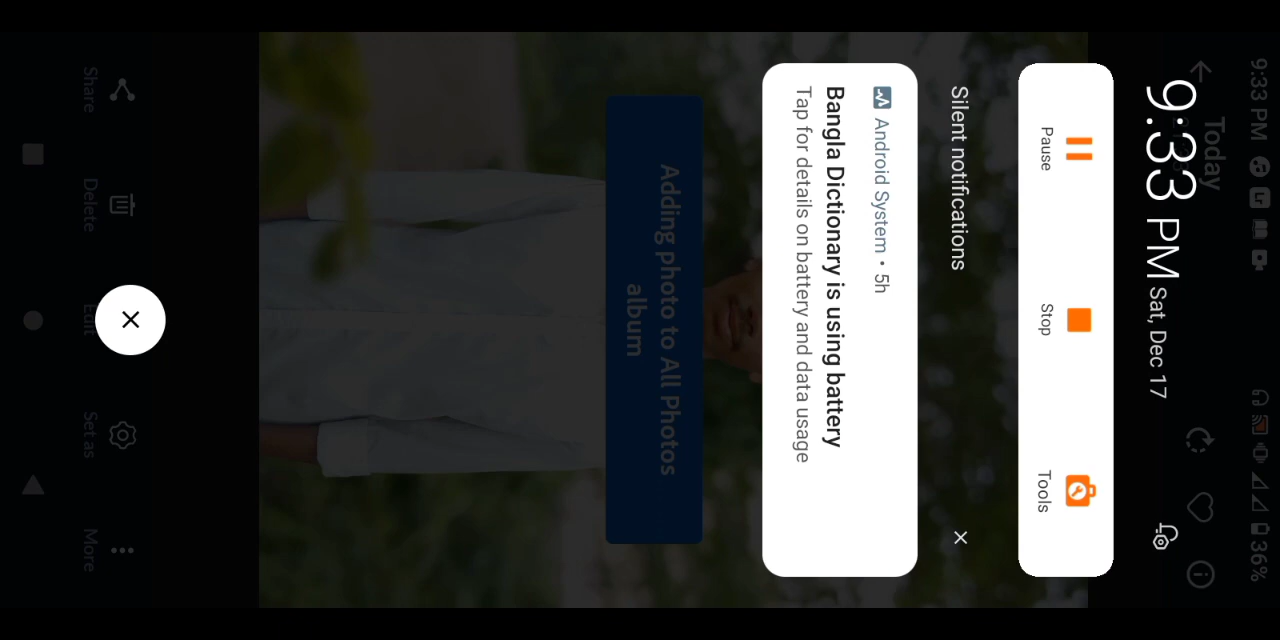 9:33 PM Lr 36%
Today
9:33 PM Sat, Dec 17
Pause Stop Tools
Silent notifications
Android System • 5h
Bangla Dictionary is using battery
Tap for details on battery and data usage
Adding photo to All Photos
album
Share Delete Edit Set as More